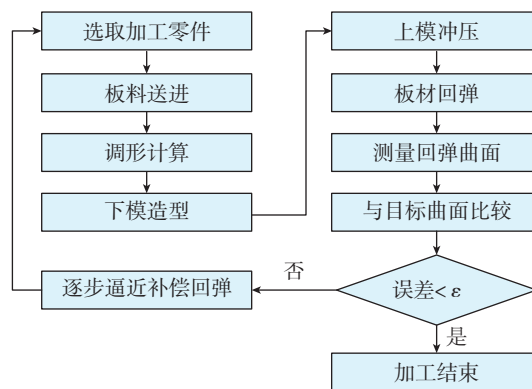 选取加工零件
板料送进
调形计算
下模造型
上模冲压
板材回弹
测量回弹曲面
与目标曲面比较
误差<ε
否
逐步逼近补偿回弹
是
加工结束